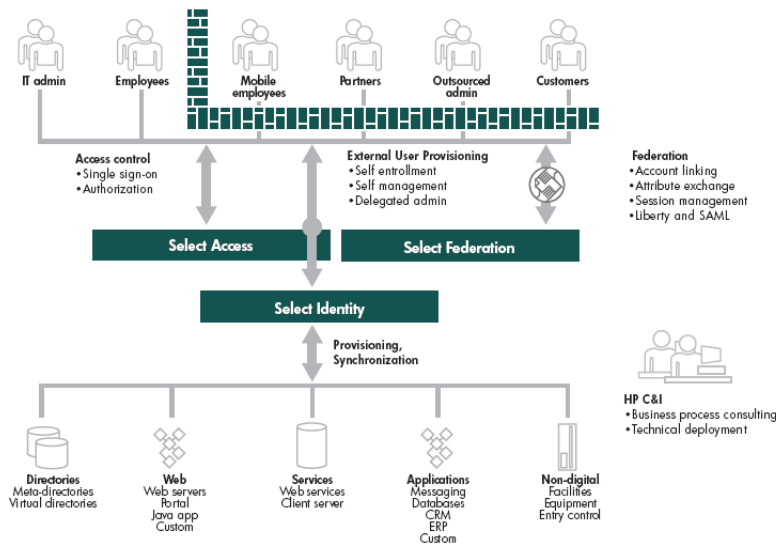 IT admin
Employees
Mobile
employees
Partners
Outsourced
admin
Customers
Access control
•Single sign-on
•Authorization
External User Provisioning
•Self entrollment
•Self management
•Delegated admin
Federation
•Account linking
•Attribute exchange
•Session management
•Liberty and SAML
Select Access
Select Federation
Select Identity
Provisioning,
Synchronization
HP C&I
•Business process consulting
•Technical deployment
Directories
Meta-directories
Virtual directories
Web
Web servers
Portal
Java app
Custom
Services
Web services
Client server
Applications
Messaging
Databases
CRM
ERP
Custom
Non-digital
Facilities
Equipment
Entry control